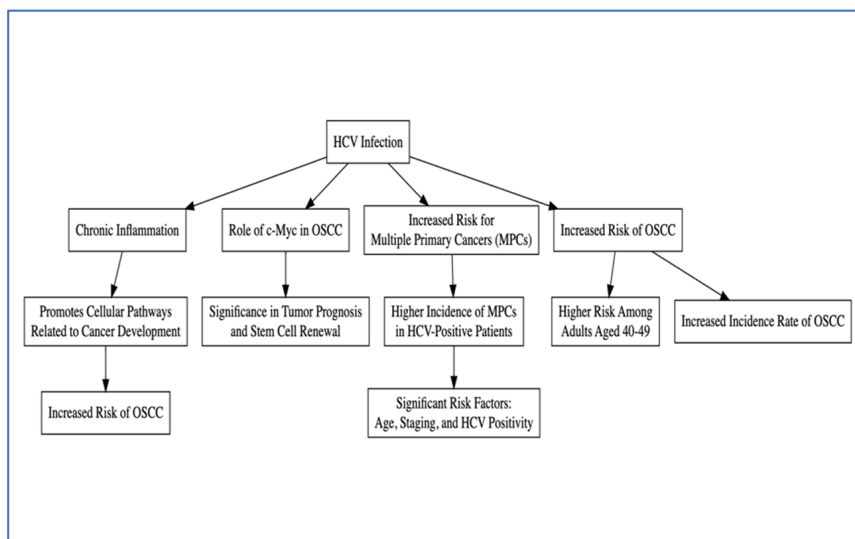 HCV Infection
Chronic Inflammation
Role of c-Myc in OSCC
Increased Risk for
Multiple Primary Cancers (MPCs)
Increased Risk of OSCC
Promotes Cellular Pathways
Related to Cancer Development
Significance in Tumor Prognosis
and Stem Cell Renewal
Higher Incidence of MPCs
in HCV-Positive Patients
Higher Risk Among
Adults Aged 40-49
Increased Incidence Rate of OSCC
Increased Risk of OSCC
Significant Risk Factors:
Age, Staging, and HCV Positivity